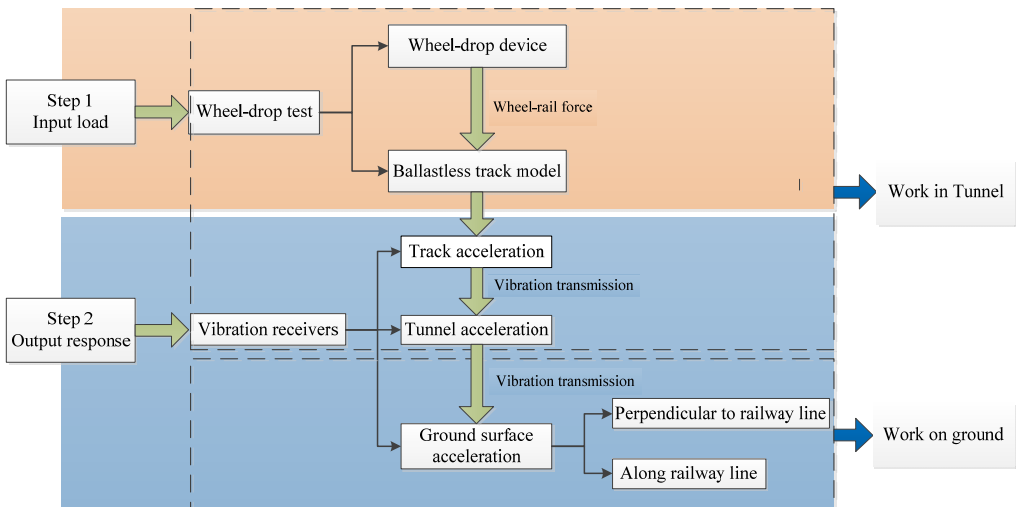 Wheel-drop device
Step 1
Input load
Wheel-drop test
Wheel-rail force
Ballastless track model
Work in Tunnel
Track acceleration
Vibration transmission
Step 2
Output response
Vibration receivers
Tunnel acceleration
Vibration transmission
Perpendicular to railway line
Ground surface
acceleration
Work on ground
Along railway line